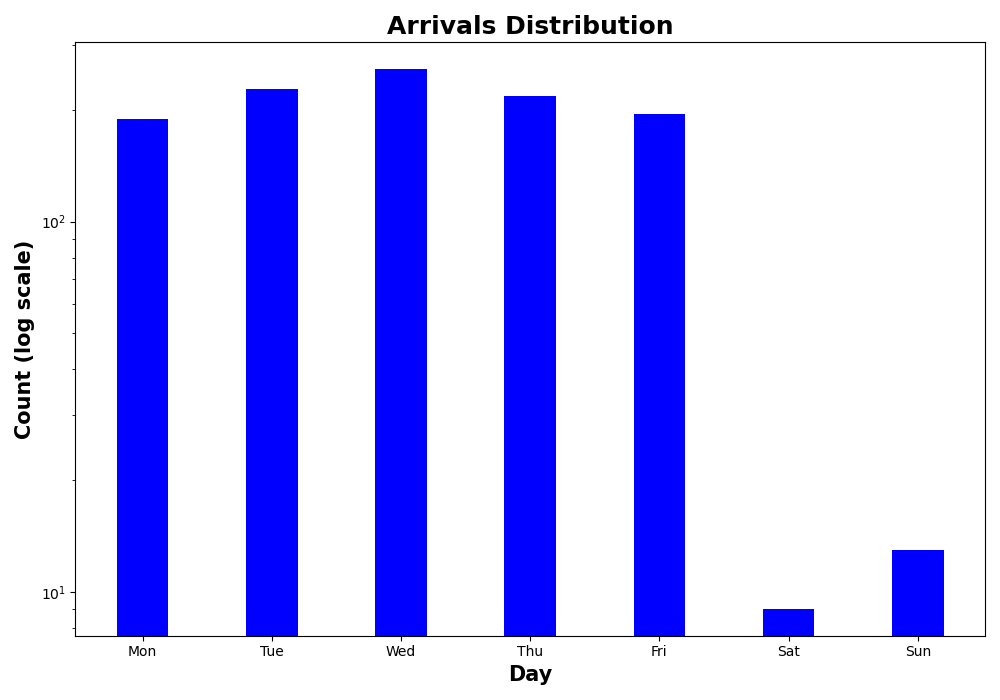 Arrivals Distribution
Count (log scale)
10²
10¹
Mon Tue Wed Thu Fri Sat Sun
Day